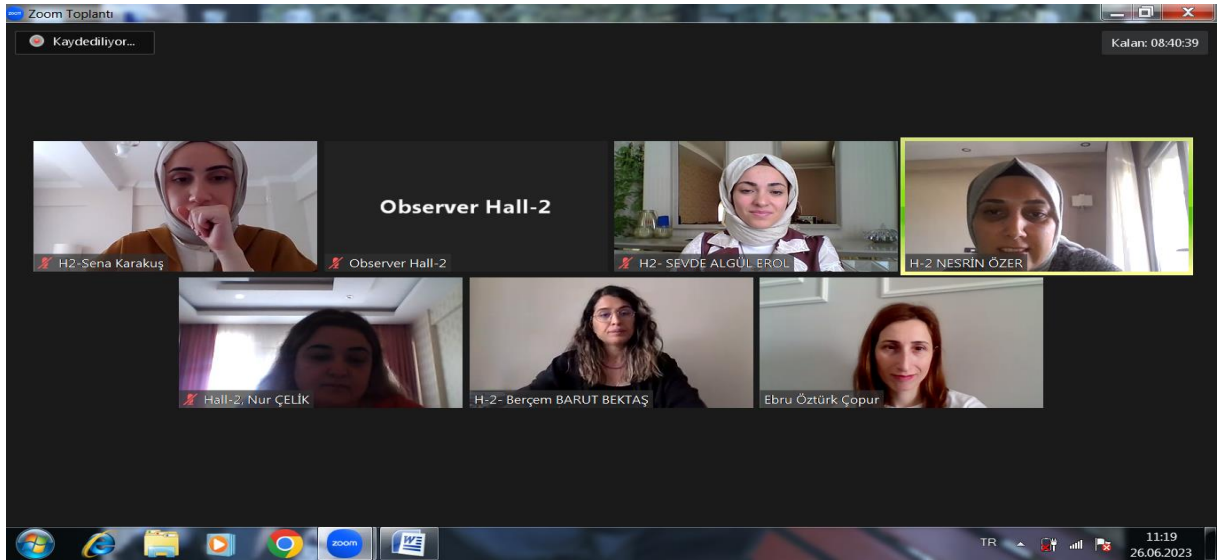 Zoom Toplantı
Kaydediliyor...
Kalan: 08:40:39
H2-Sena Karakuş
Observer Hall-2
Observer Hall-2
H2- SEVDE ALGÜL EROL
H-2 NESRİN ÖZER
Hall-2, Nur ÇELİK
H-2- Berçem BARUT BEKTAŞ
Ebru Öztürk Çopur
zoom
TR
11:19
26.06.2023